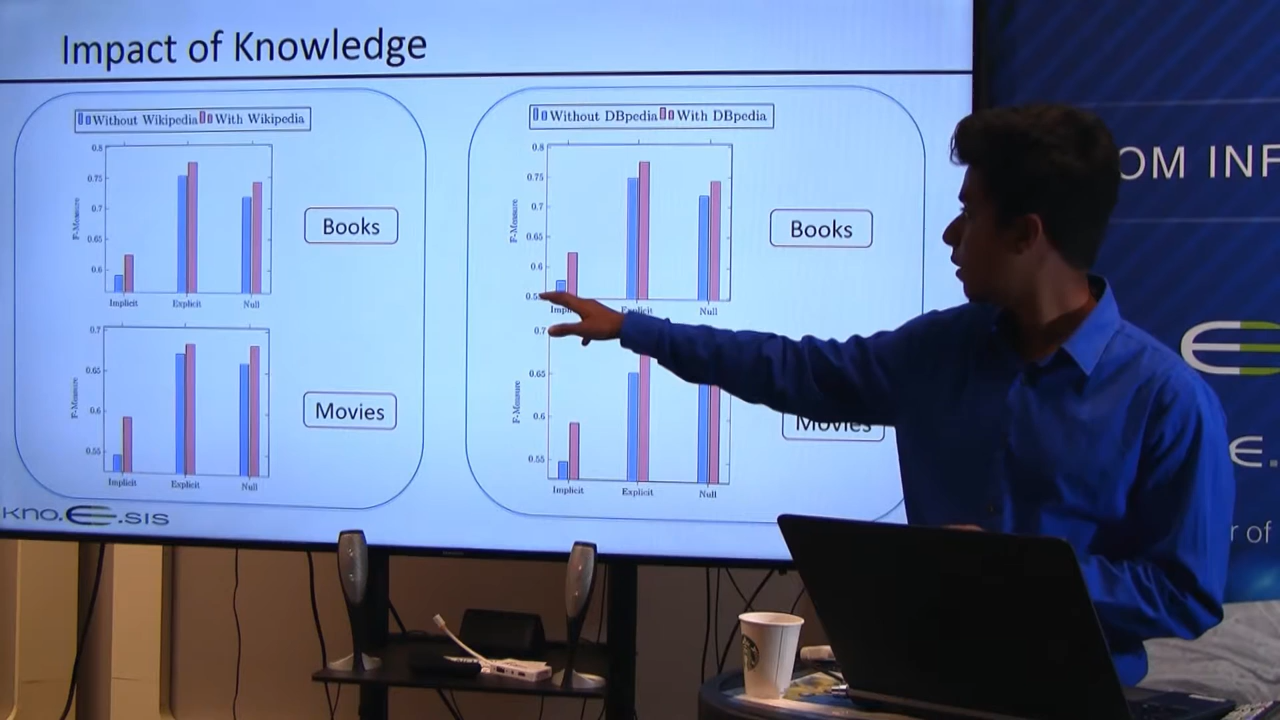 Impact of Knowledge
Without Wikipedia With Wikipedia
0.8
0.75
0.7
0.65
0.6
F-Measure
Implicit Explicit Null
Books
0.7
0.65
0.6
0.55
F-Measure
Implicit Explicit Null
Movies
Without DBpedia With DBpedia
0.8
0.75
0.7
0.65
0.6
F-Measure
Explicit Null
Books
0.7
0.65
0.6
0.55
F-Measure
Implicit Explicit Null
Movies
kno.e.sis
OM INF
r of